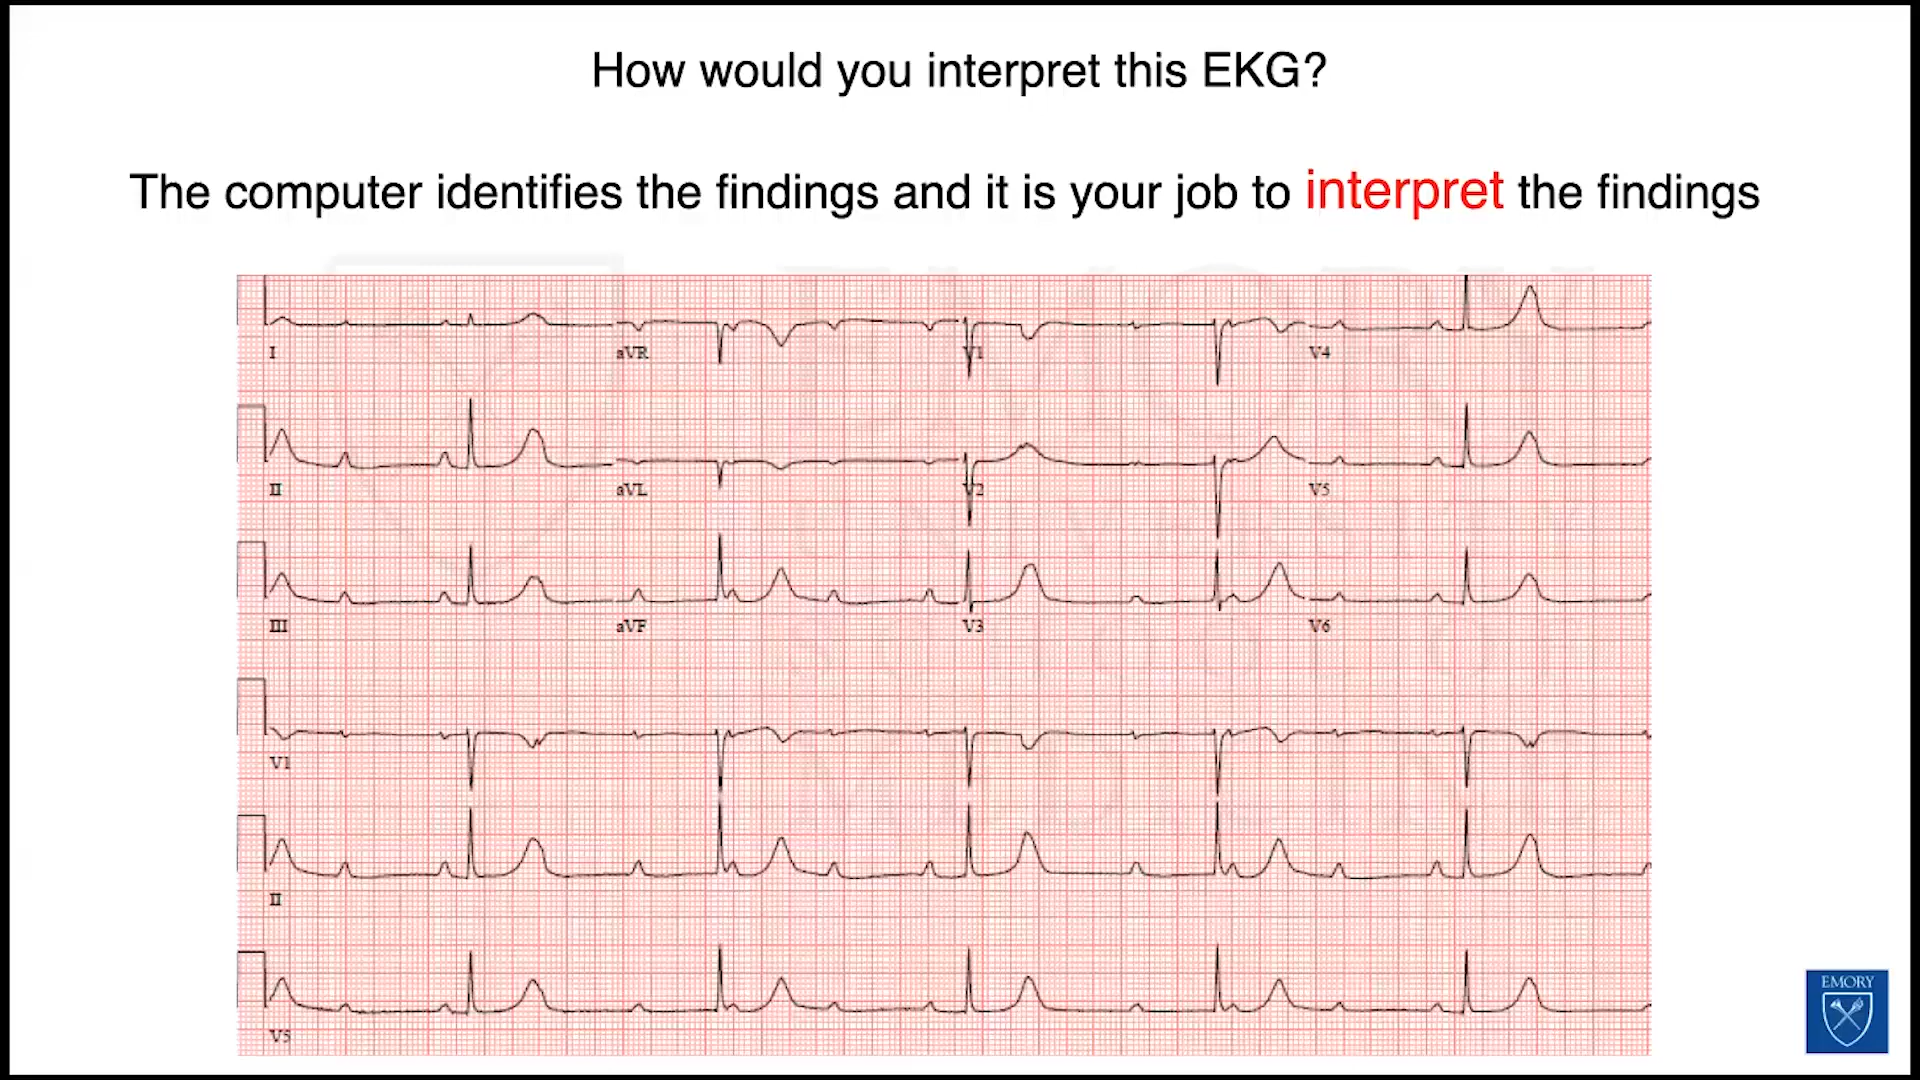 How would you interpret this EKG?
The computer identifies the findings and it is your job to interpret the findings
I aVR V1 V4
II aVL V2 V5
III aVF V3 V6
V1
II
V5
EMORY